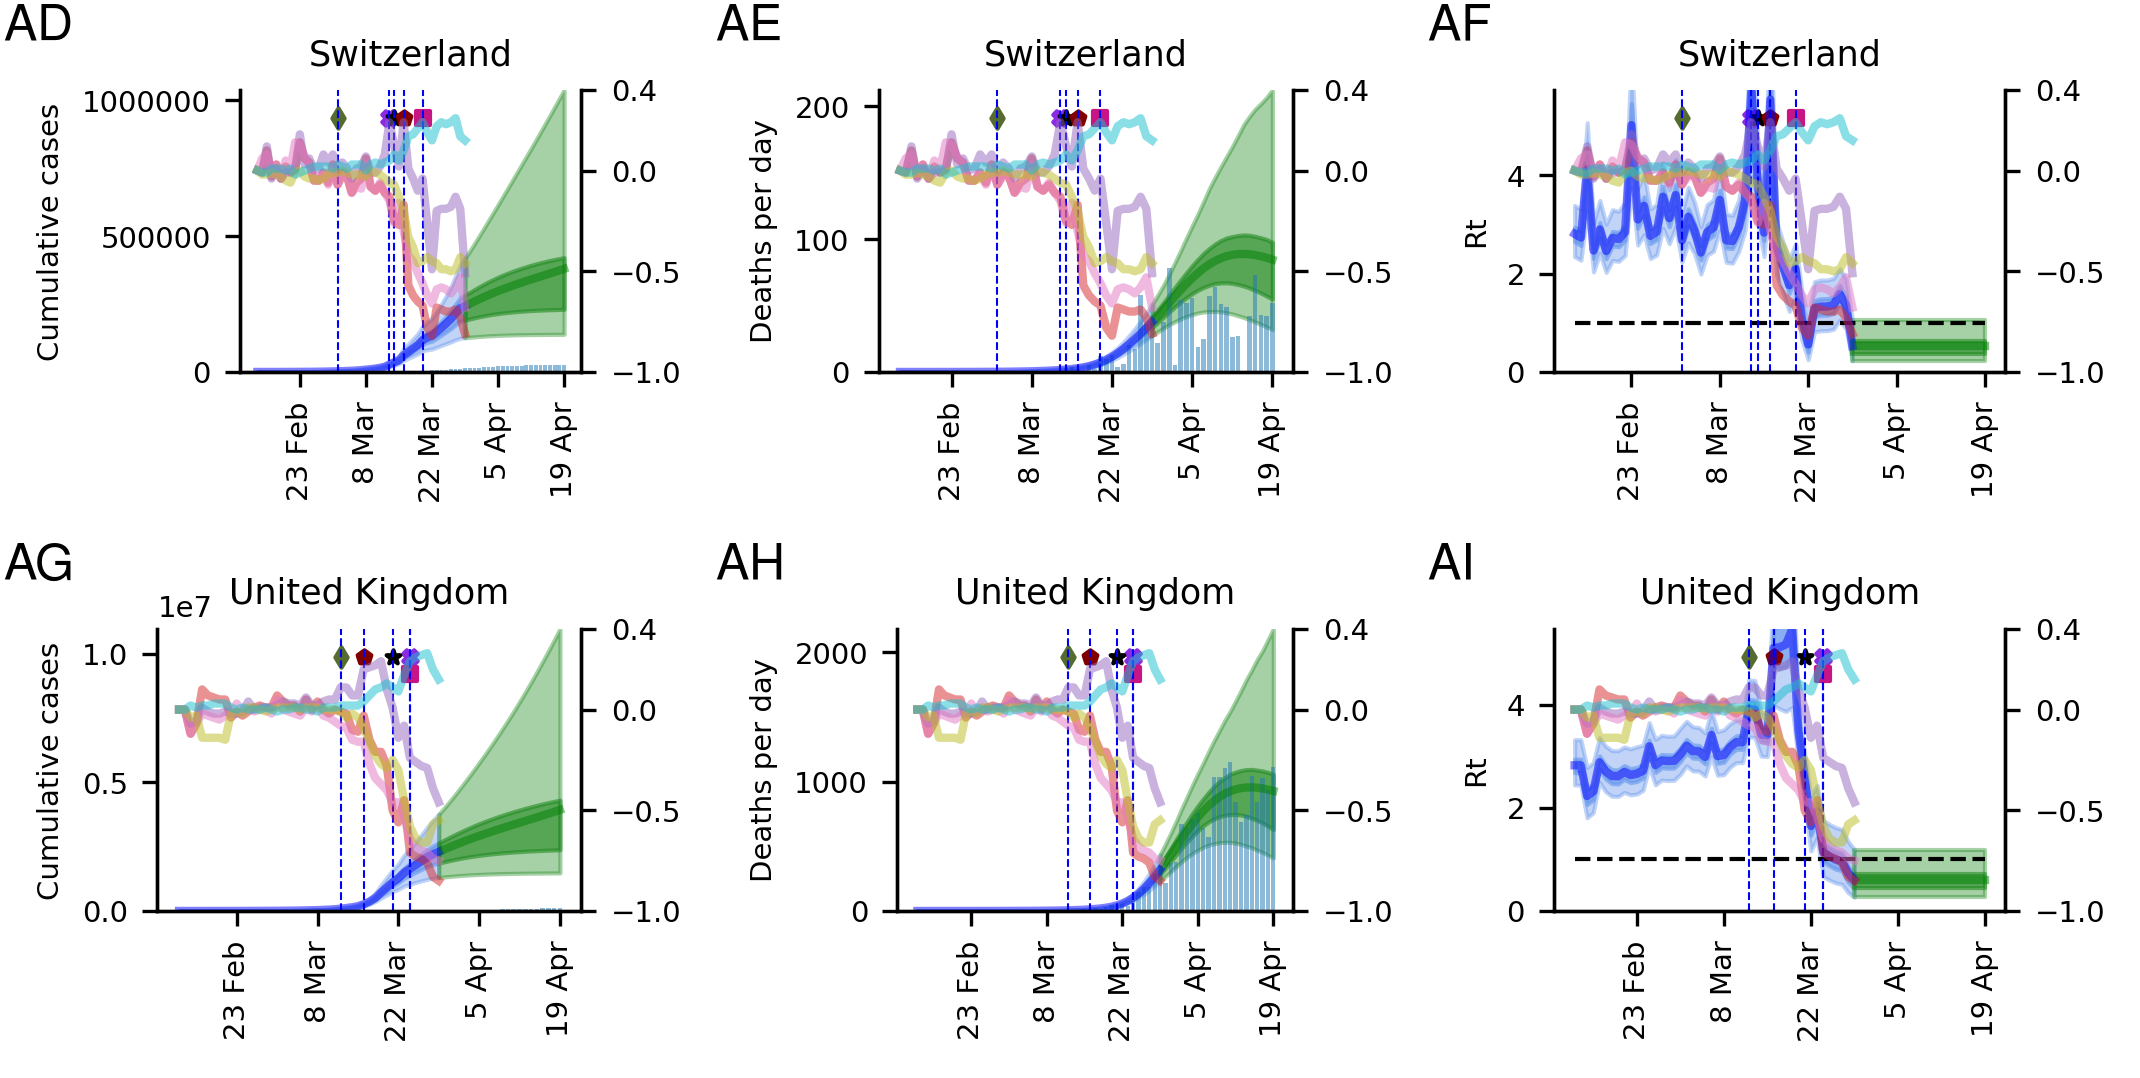 AD
Switzerland
Cumulative cases
1000000
500000
0
0.4
0.0
−0.5
−1.0
23 Feb
8 Mar
22 Mar
5 Apr
19 Apr
AE
Switzerland
Deaths per day
200
100
0
0.4
0.0
−0.5
−1.0
23 Feb
8 Mar
22 Mar
5 Apr
19 Apr
AF
Switzerland
Rt
4
2
0
0.4
0.0
−0.5
−1.0
23 Feb
8 Mar
22 Mar
5 Apr
19 Apr
AG
United Kingdom
1e7
Cumulative cases
1.0
0.5
0.0
0.4
0.0
−0.5
−1.0
23 Feb
8 Mar
22 Mar
5 Apr
19 Apr
AH
United Kingdom
Deaths per day
2000
1000
0
0.4
0.0
−0.5
−1.0
23 Feb
8 Mar
22 Mar
5 Apr
19 Apr
AI
United Kingdom
Rt
4
2
0
0.4
0.0
−0.5
−1.0
23 Feb
8 Mar
22 Mar
5 Apr
19 Apr